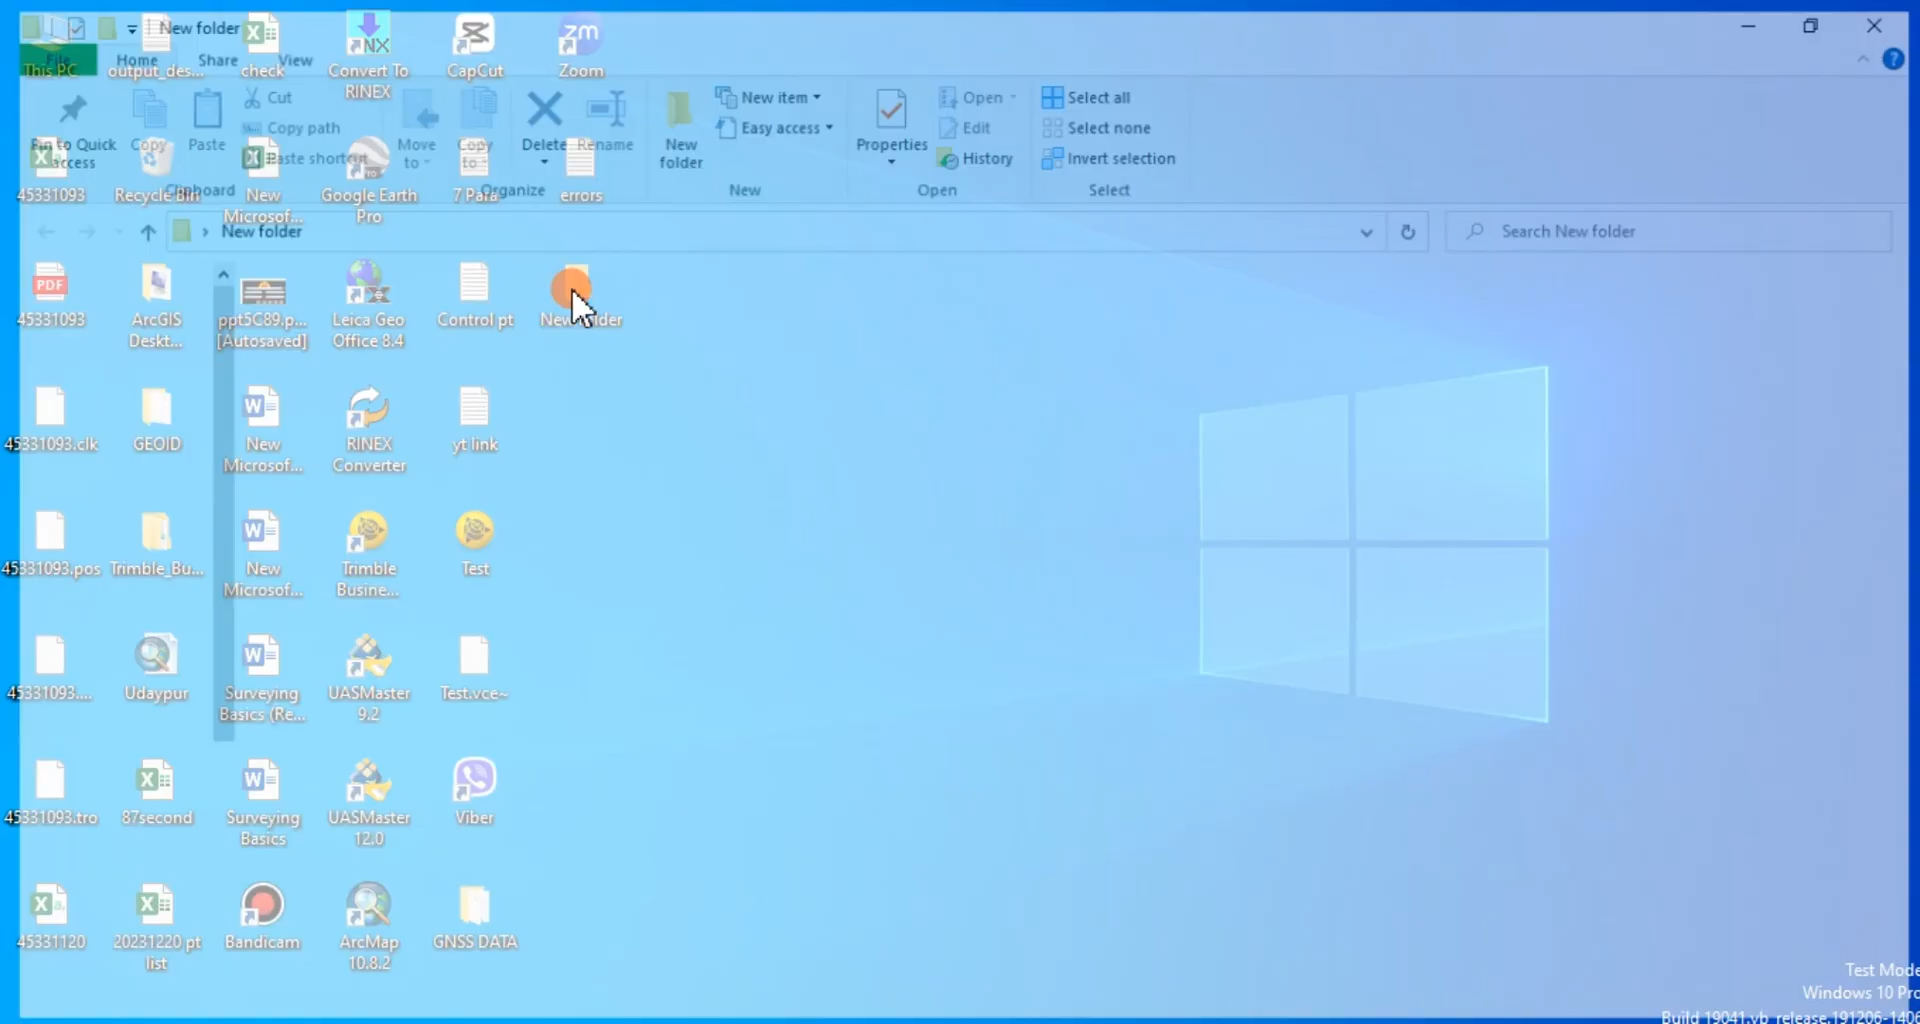 New folder
File
Home
Share
View
This PC
output_des...
check
Convert To
RINEX
CapCut
Zoom
Pin to Quick
access
Copy
Paste
Cut
Copy path
Paste shortcut
Clipboard
Move
to
Copy
to
Delete
Rename
Organize
New
folder
New item
Easy access
New
Properties
Open
Edit
History
Open
Select all
Select none
Invert selection
Select
45331093
Recycle Bin
New
Microsof...
Google Earth
Pro
7 Para
errors
New folder
Search New folder
45331093
ArcGIS
Deskt...
ppt5C89.p...
[Autosaved]
Leica Geo
Office 8.4
Control pt
New folder
45331093.clk
GEOID
New
Microsof...
RINEX
Converter
yt link
45331093.pos
Trimble_Bu...
New
Microsof...
Trimble
Busine...
Test
45331093....
Udaypur
Surveying
Basics (Re...
UASMaster
9.2
Test.vce~
45331093.tro
87second
Surveying
Basics
UASMaster
12.0
Viber
45331120
20231220 pt
list
Bandicam
ArcMap
10.8.2
GNSS DATA
Test Mode
Windows 10 Pro
Build 19041.vb_release.191206-1406